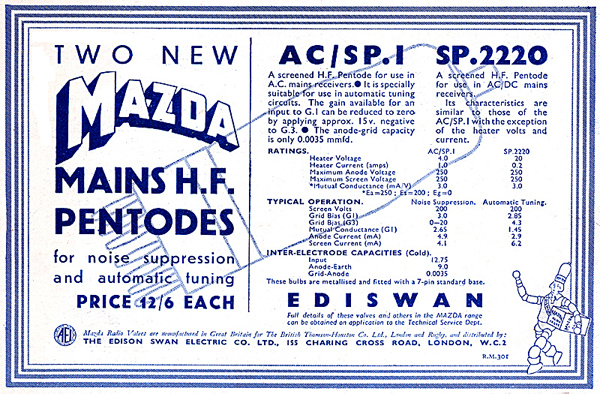 TWO NEW
MAZDA
MAINS H.F.
PENTODES
for noise suppression
and automatic tuning
PRICE 12/6 EACH
AC/SP.1
A screened H.F. Pentode for use in
A.C. mains receivers.● It is specially
suitable for use in automatic tuning
circuits. The gain available for an
input to G.1 can be reduced to zero
by applying approx. 15v. negative
to G.3. ● The anode-grid capacity
is only 0.0035 mmfd.
SP.2220
A screened H.F. Pentode
for use in AC/DC mains
receivers.
Its characteristics are
similar to those of the
AC/SP.1 with the exception
of the heater volts and
current.
RATINGS. AC/SP.1 SP.2220
Heater Voltage 4.0 20
Heater Current (amps) 1.0 0.2
Maximum Anode Voltage 250 250
Maximum Screen Voltage 250 250
*Mutual Conductance (mA/V) 3.0 3.0
*Ea=250 ; Es=200 ; Eg=0
TYPICAL OPERATION. Noise Suppression. Automatic Tuning.
Screen Volts 200 200
Grid Bias (G1) 3.0 2.85
Grid Bias (G3) 0—20 4.3
Mutual Conductance (G1) 2.65 1.45
Anode Current (mA) 4.9 2.9
Screen Current (mA) 4.1 6.2
INTER-ELECTRODE CAPACITIES (Cold).
Input 12.75
Anode-Earth 9.0
Grid-Anode 0.0035
These bulbs are metallised and fitted with a 7-pin standard base.
EDISWAN
Full details of these valves and others in the MAZDA range
can be obtained on application to the Technical Service Dept.
AEI
Mazda Radio Valves are manufactured in Great Britain for The British Thomson-Houston Co. Ltd., London and Rugby, and distributed by:
THE EDISON SWAN ELECTRIC CO. LTD., 155 CHARING CROSS ROAD, LONDON, W.C.2
R.M.301